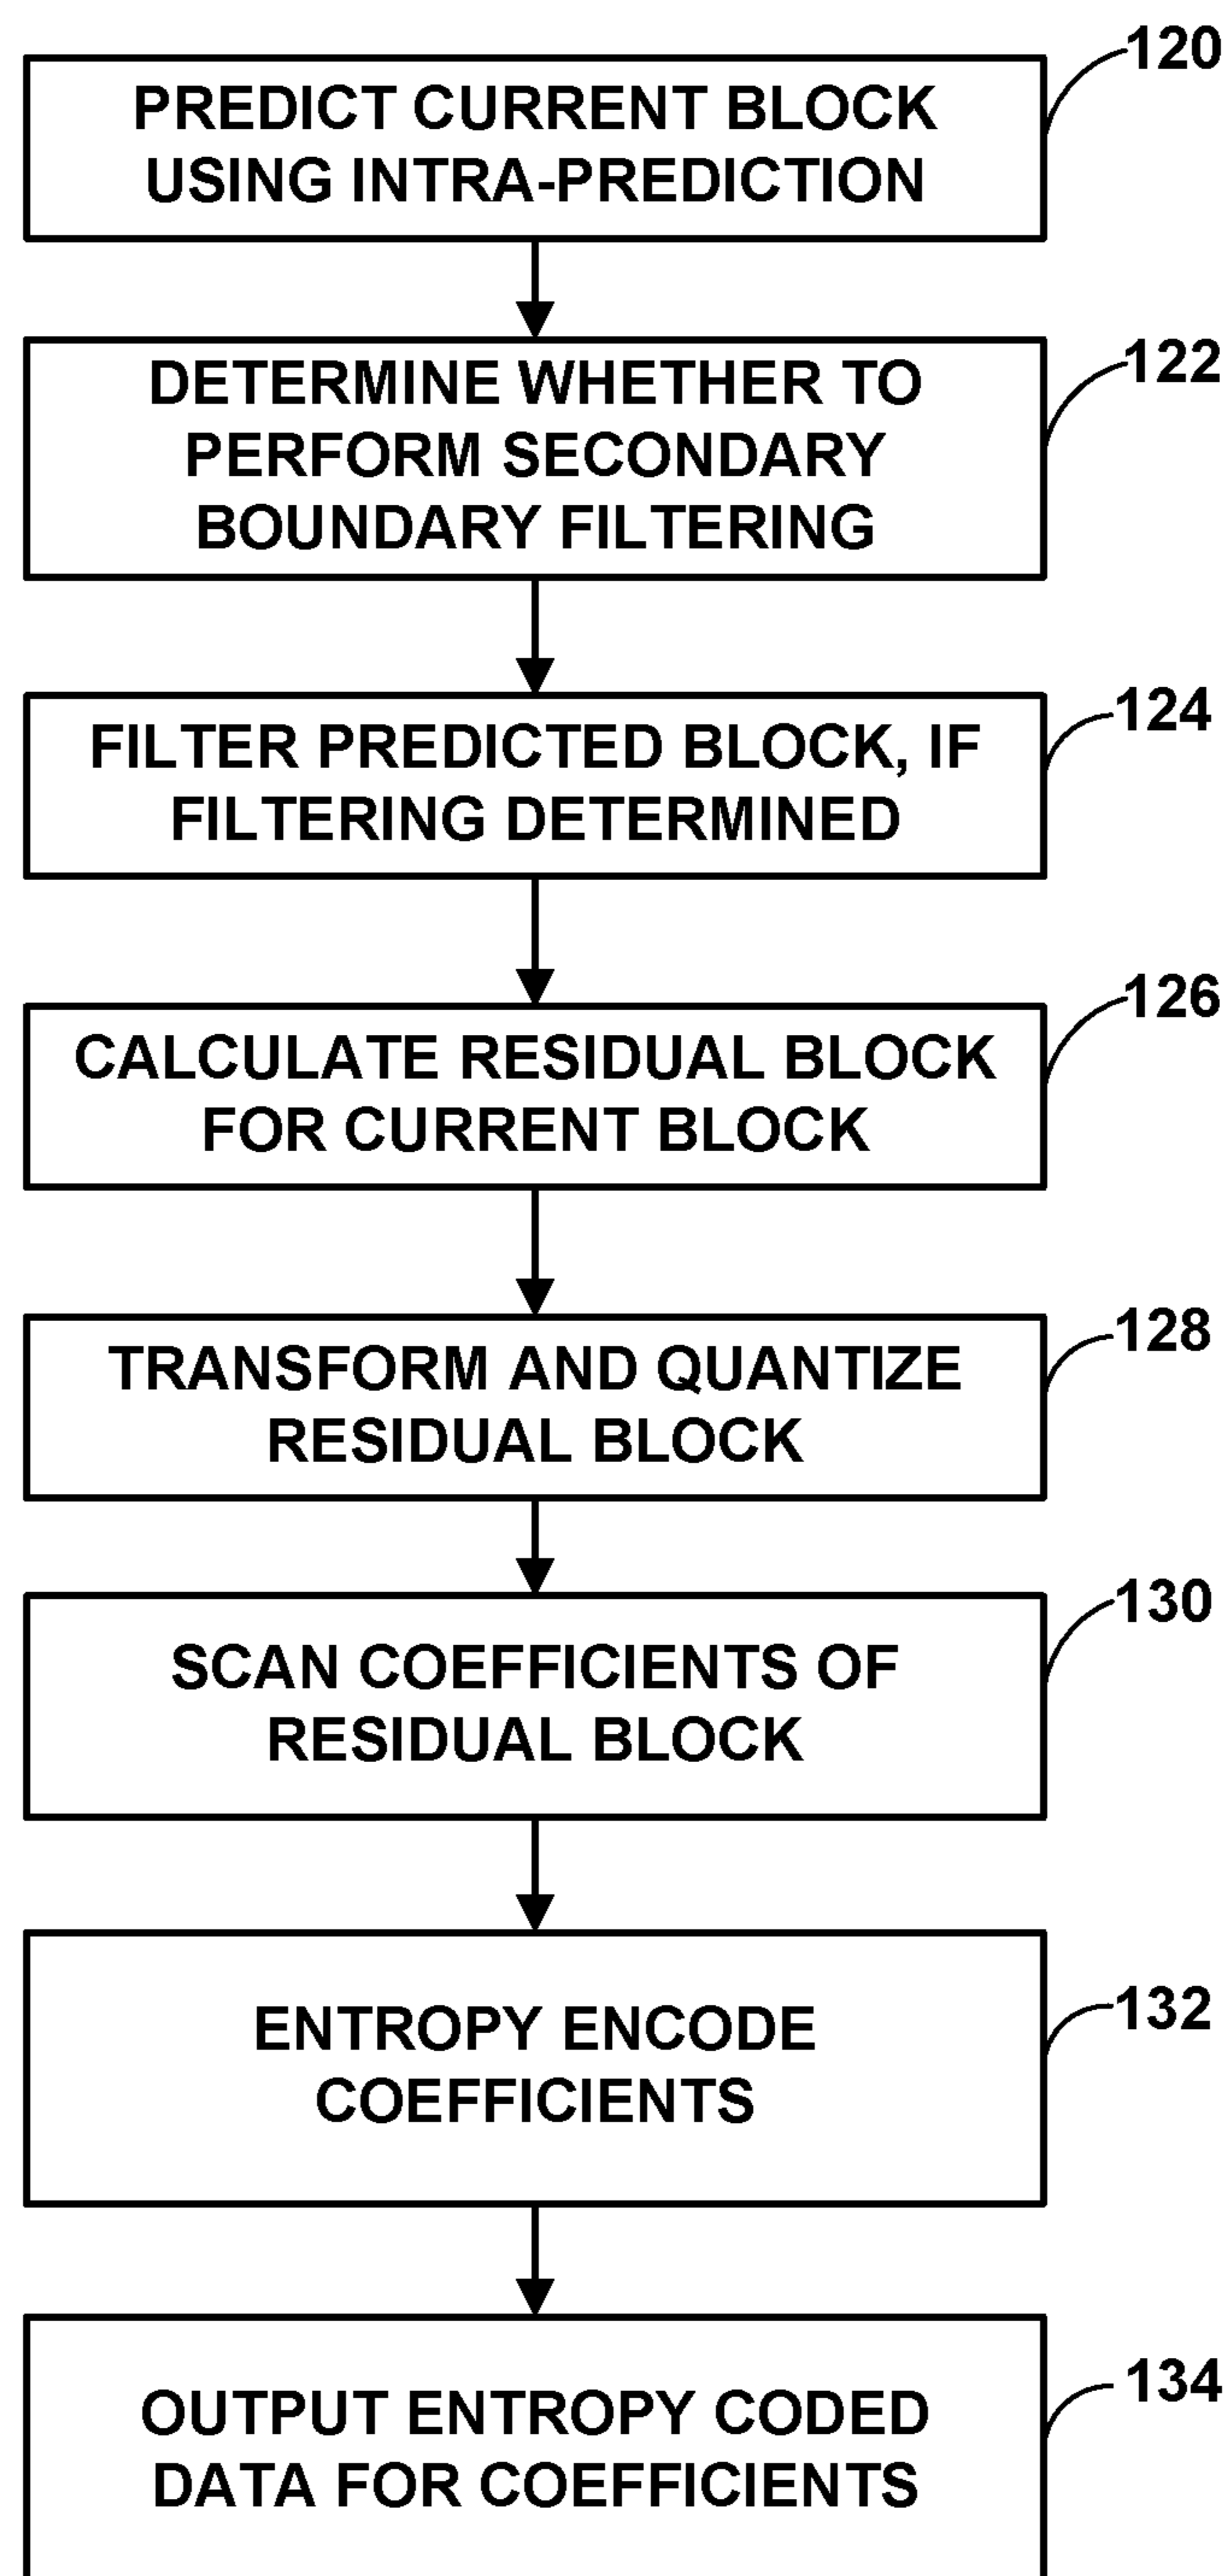 120
PREDICT CURRENT BLOCK
USING INTRA-PREDICTION
122
DETERMINE WHETHER TO
PERFORM SECONDARY
BOUNDARY FILTERING
124
FILTER PREDICTED BLOCK, IF
FILTERING DETERMINED
126
CALCULATE RESIDUAL BLOCK
FOR CURRENT BLOCK
128
TRANSFORM AND QUANTIZE
RESIDUAL BLOCK
130
SCAN COEFFICIENTS OF
RESIDUAL BLOCK
132
ENTROPY ENCODE
COEFFICIENTS
134
OUTPUT ENTROPY CODED
DATA FOR COEFFICIENTS